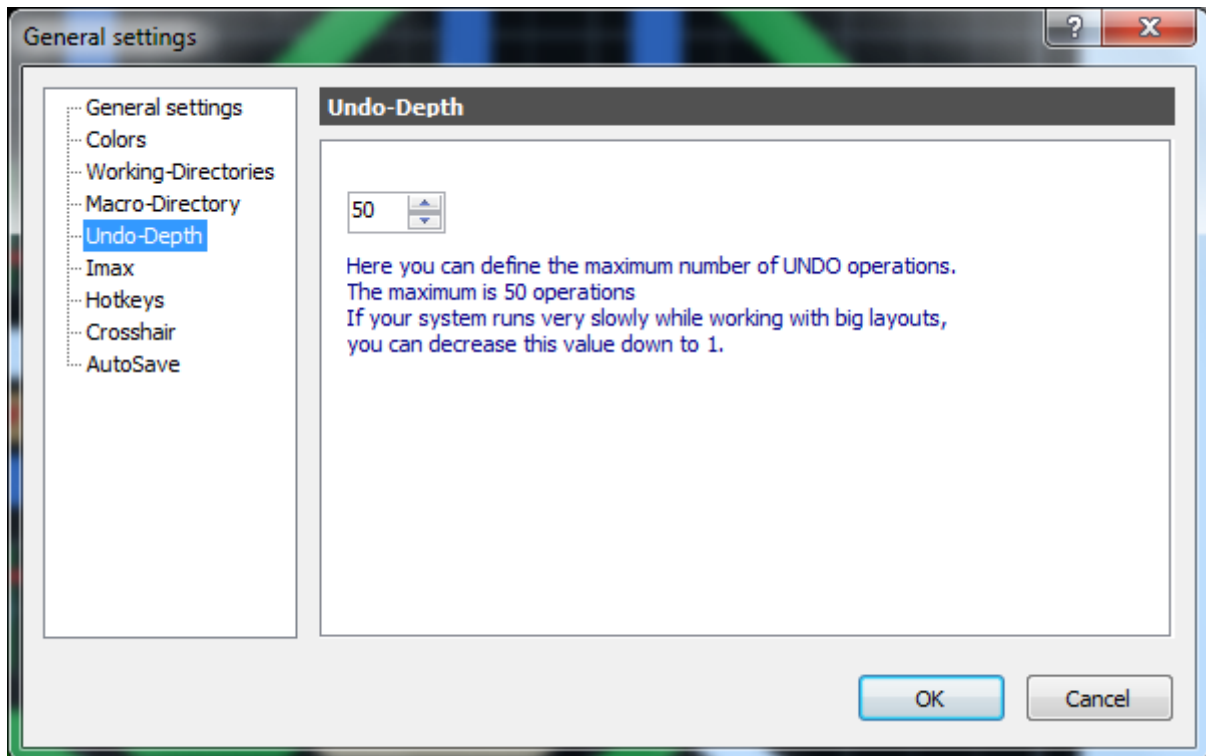 General settings
?
General settings
Colors
Working-Directories
Macro-Directory
Undo-Depth
Imax
Hotkeys
Crosshair
AutoSave
Undo-Depth
50
Here you can define the maximum number of UNDO operations.
The maximum is 50 operations
If your system runs very slowly while working with big layouts,
you can decrease this value down to 1.
OK
Cancel